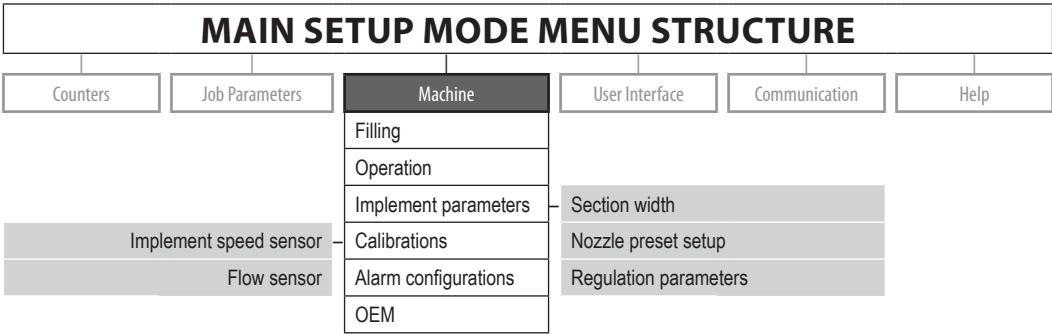 MAIN SETUP MODE MENU STRUCTURE
Counters
Job Parameters
Machine
User Interface
Communication
Help
Filling
Operation
Implement parameters
Section width
Implement speed sensor
Calibrations
Nozzle preset setup
Flow sensor
Alarm configurations
Regulation parameters
OEM